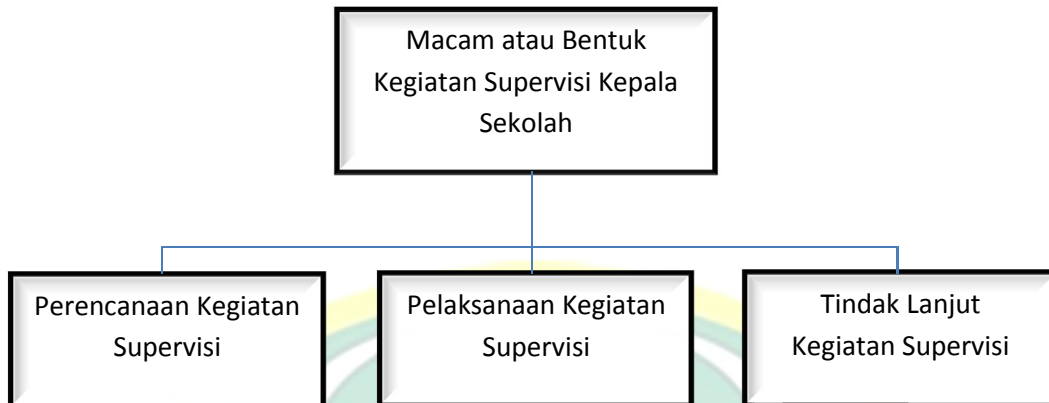 Macam atau Bentuk
Kegiatan Supervisi Kepala
Sekolah
Perencanaan Kegiatan
Supervisi
Pelaksanaan Kegiatan
Supervisi
Tindak Lanjut
Kegiatan Supervisi